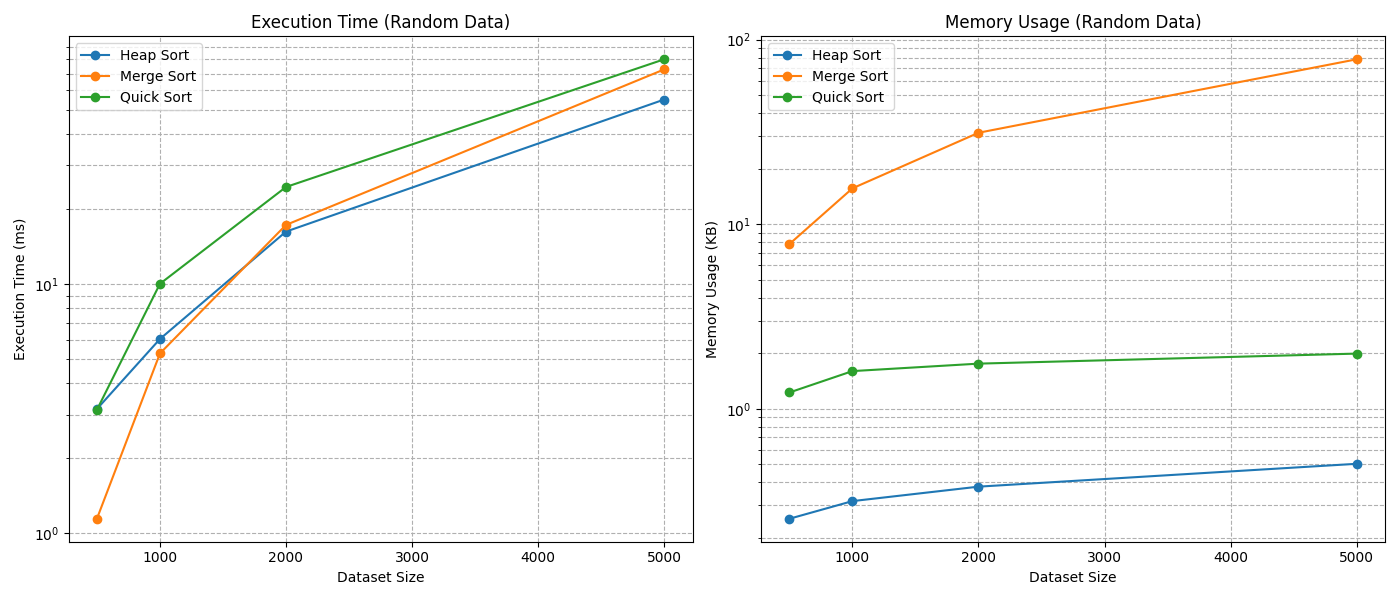 Execution Time (Random Data)
Heap Sort
Merge Sort
Quick Sort
Execution Time (ms)
10¹
10⁰
1000 2000 3000 4000 5000
Dataset Size
Memory Usage (Random Data)
Heap Sort
Merge Sort
Quick Sort
Memory Usage (KB)
10²
10¹
10⁰
1000 2000 3000 4000 5000
Dataset Size